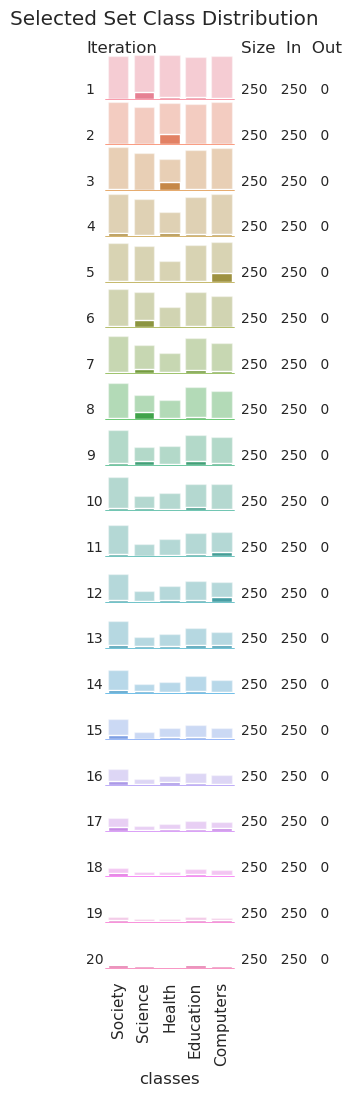 Selected Set Class Distribution
Iteration Size In Out
1 250 250 0
2 250 250 0
3 250 250 0
4 250 250 0
5 250 250 0
6 250 250 0
7 250 250 0
8 250 250 0
9 250 250 0
10 250 250 0
11 250 250 0
12 250 250 0
13 250 250 0
14 250 250 0
15 250 250 0
16 250 250 0
17 250 250 0
18 250 250 0
19 250 250 0
20 250 250 0
Society
Science
Health
Education
Computers
classes